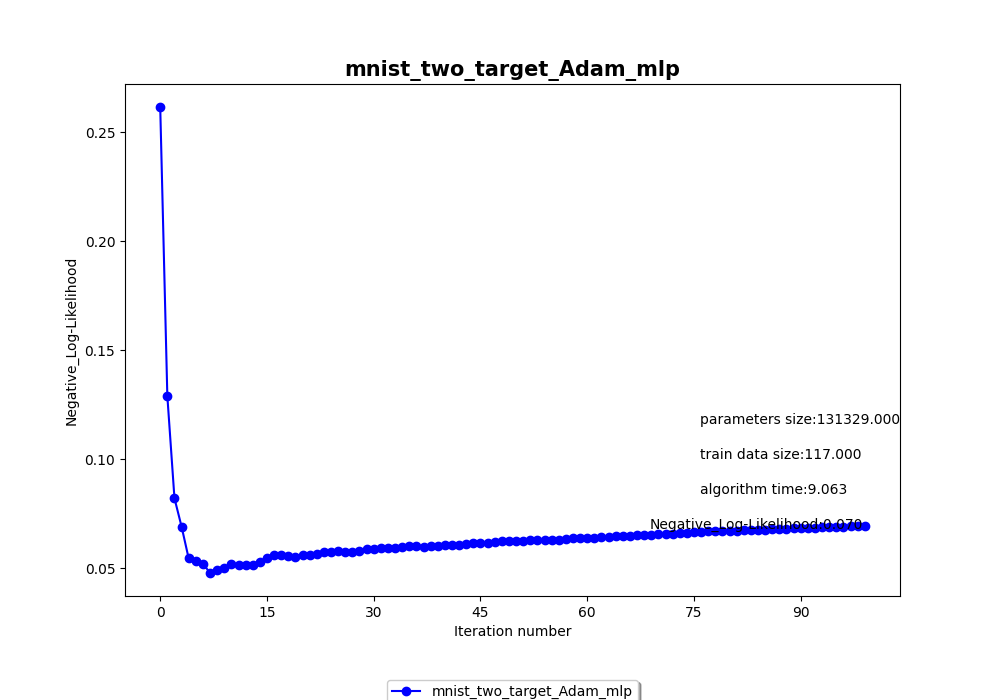 mnist_two_target_Adam_mlp
Negative_Log-Likelihood
0.25
0.20
0.15
0.10
0.05
parameters size:131329.000
train data size:117.000
algorithm time:9.063
Negative_Log-Likelihood:0.070
0 15 30 45 60 75 90
Iteration number
mnist_two_target_Adam_mlp